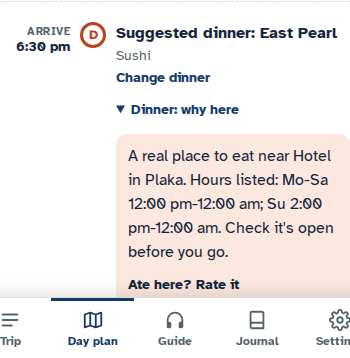 ARRIVE
6:30 pm
D
Suggested dinner: East Pearl
Sushi
Change dinner
▼ Dinner: why here
A real place to eat near Hotel
in Plaka. Hours listed: Mo-Sa
12:00 pm-12:00 am; Su 2:00
pm-12:00 am. Check it's open
before you go.
Ate here? Rate it
Trip
Day plan
Guide
Journal
Settin